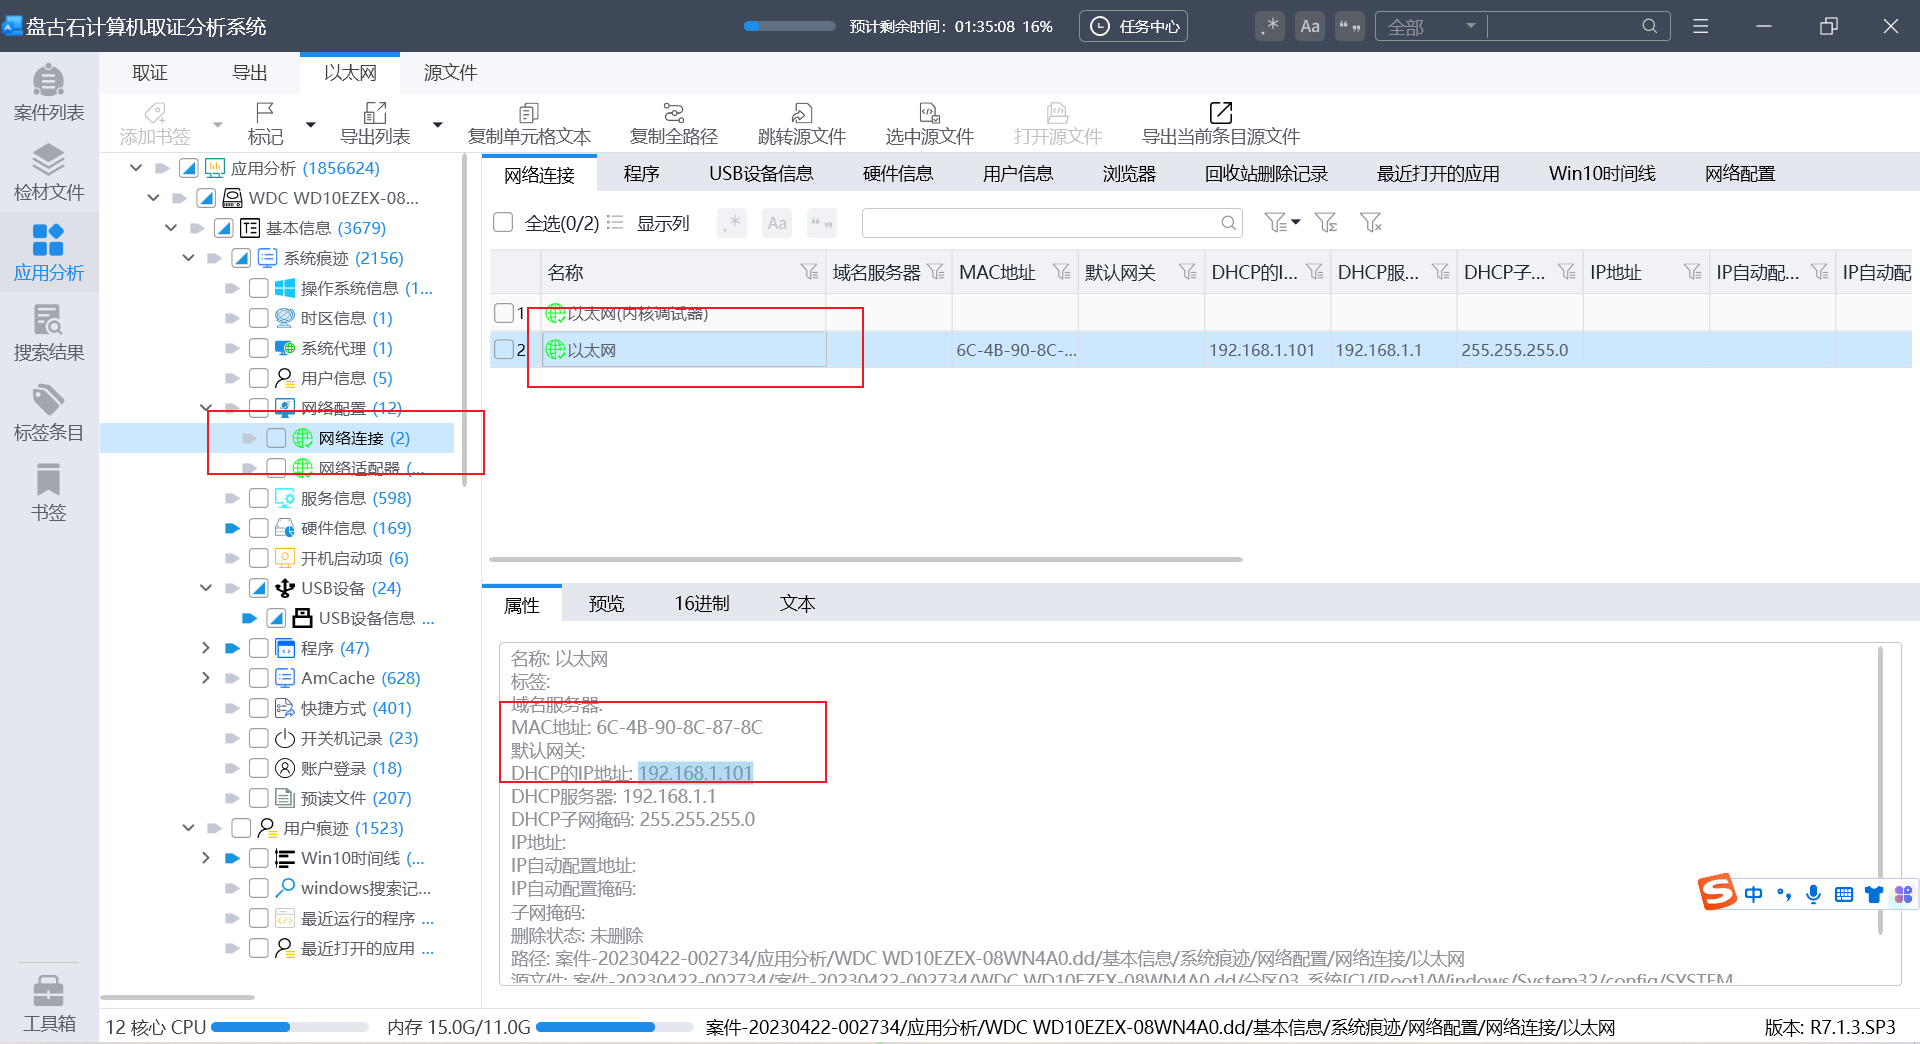 盘古石计算机取证分析系统
预计剩余时间：01:35:08 16%
任务中心
.*
Aa
全部
案件列表
检材文件
应用分析
搜索结果
标签条目
书签
工具箱
取证
导出
以太网
源文件
添加书签
标记
导出列表
复制单元格文本
复制全路径
跳转源文件
选中源文件
打开源文件
导出当前条目源文件
应用分析 (1856624)
WDC WD10EZEX-08...
基本信息 (3679)
系统痕迹 (2156)
操作系统信息 (1...
时区信息 (1)
系统代理 (1)
用户信息 (5)
网络配置 (12)
网络连接 (2)
网络适配器 (...
服务信息 (598)
硬件信息 (169)
开机启动项 (6)
USB设备 (24)
USB设备信息 ...
程序 (47)
AmCache (628)
快捷方式 (401)
开关机记录 (23)
账户登录 (18)
预读文件 (207)
用户痕迹 (1523)
Win10时间线 (...
windows搜索记...
最近运行的程序 ...
最近打开的应用 ...
网络连接
程序
USB设备信息
硬件信息
用户信息
浏览器
回收站删除记录
最近打开的应用
Win10时间线
网络配置
全选(0/2)
显示列
.*
Aa
名称
域名服务器
MAC地址
默认网关
DHCP的I...
DHCP服...
DHCP子...
IP地址
IP自动配...
IP自动配
1 以太网(内核调试器)
2 以太网 6C-4B-90-8C-... 192.168.1.101 192.168.1.1 255.255.255.0
属性
预览
16进制
文本
名称: 以太网
标签:
域名服务器:
MAC地址: 6C-4B-90-8C-87-8C
默认网关:
DHCP的IP地址: 192.168.1.101
DHCP服务器: 192.168.1.1
DHCP子网掩码: 255.255.255.0
IP地址:
IP自动配置地址:
IP自动配置掩码:
子网掩码:
删除状态: 未删除
路径: 案件-20230422-002734/应用分析/WDC WD10EZEX-08WN4A0.dd/基本信息/系统痕迹/网络配置/网络连接/以太网
源文件: 案件-20230422-002734/案件-20230422-002734/WDC WD10EZEX-08WN4A0.dd/分区03_系统[C]/[Root]/Windows/System32/config/SYSTEM
中
12 核心 CPU
内存 15.0G/11.0G
案件-20230422-002734/应用分析/WDC WD10EZEX-08WN4A0.dd/基本信息/系统痕迹/网络配置/网络连接/以太网
版本: R7.1.3.SP3